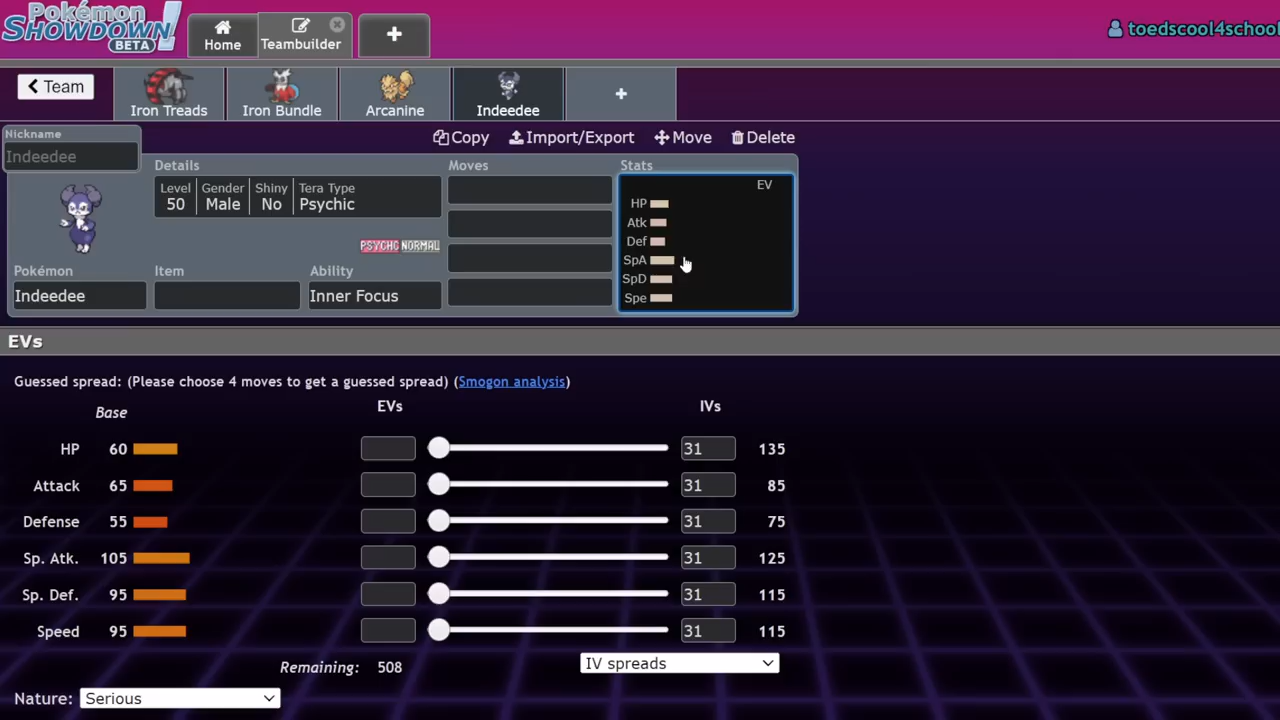 Pokémon
SHOWDOWN!
BETA
Home
Teambuilder
+
toedscool4school
Team
Iron Treads
Iron Bundle
Arcanine
Indeedee
+
Nickname
Indeedee
Copy
Import/Export
Move
Delete
Details
Moves
Stats
Level Gender Shiny Tera Type
50 Male No Psychic
EV
HP
Atk
Def
SpA
SpD
Spe
PSYCHC NORMAL
Pokémon
Item
Ability
Indeedee
Inner Focus
EVs
Guessed spread: (Please choose 4 moves to get a guessed spread) (Smogon analysis)
Base EVs IVs
HP 60 31 135
Attack 65 31 85
Defense 55 31 75
Sp. Atk. 105 31 125
Sp. Def. 95 31 115
Speed 95 31 115
Remaining: 508
IV spreads
Nature: Serious